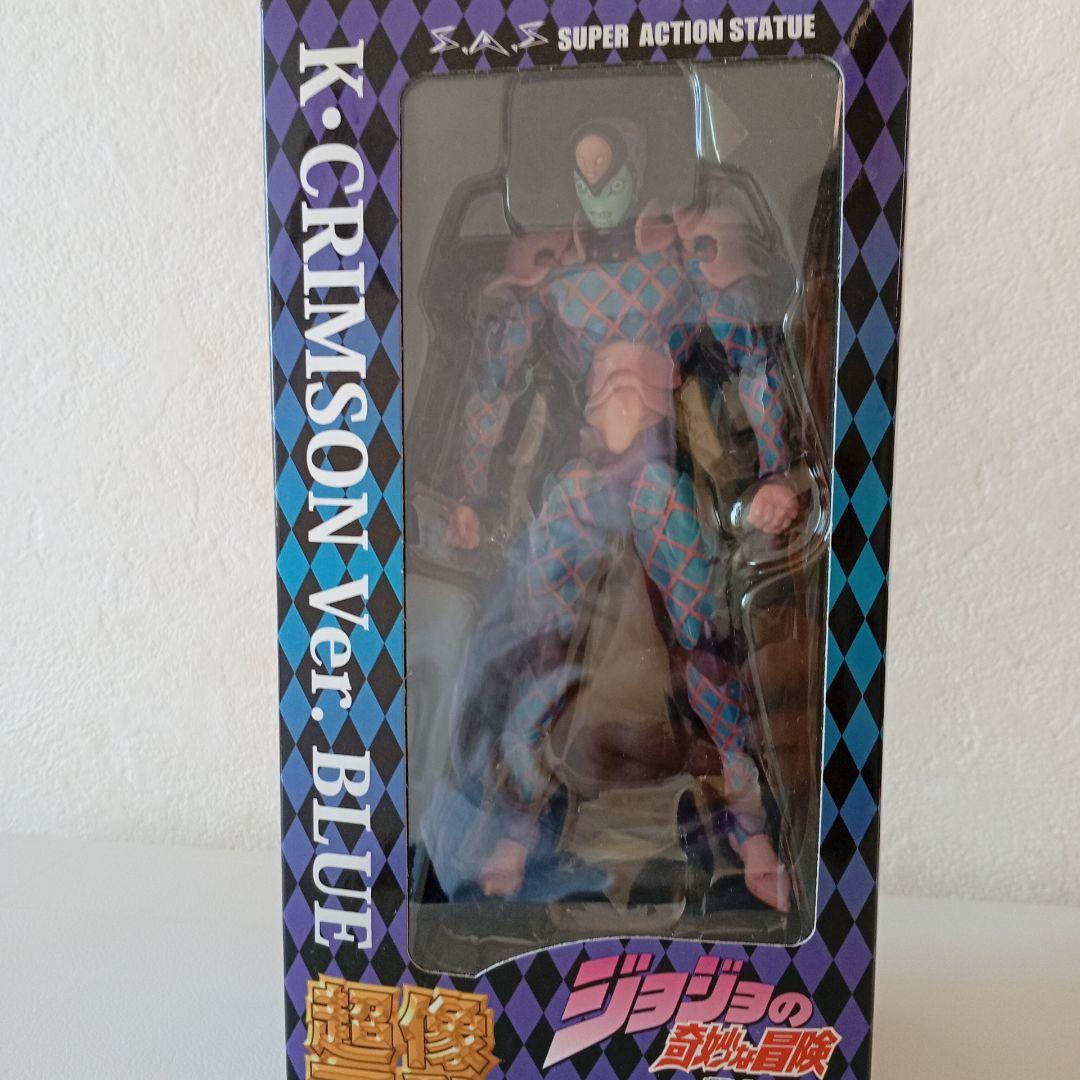 S.A.S SUPER ACTION STATUE
K・CRIMSON Ver. BLUE
超像
ジョジョの
奇妙な冒険